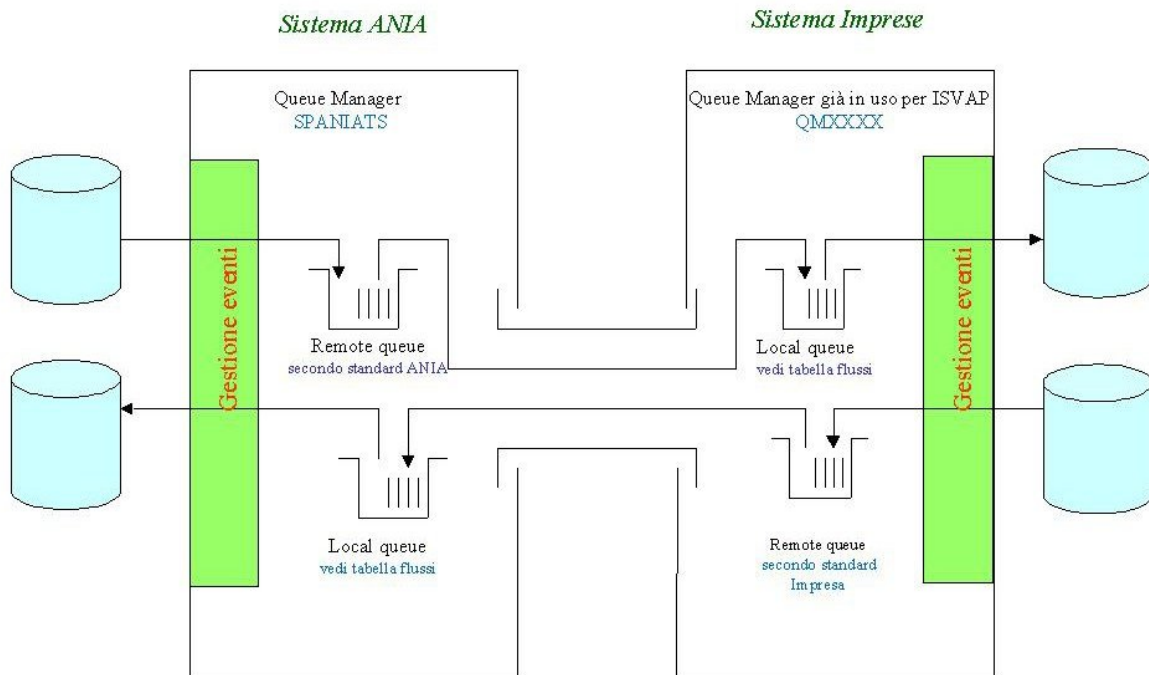 Sistema ANIA
Sistema Imprese
Queue Manager
SPANIATS
Queue Manager già in uso per ISVAP
QMXXXX
Gestione eventi
Gestione eventi
Remote queue
secondo standard ANIA
Local queue
vedi tabella flussi
Local queue
vedi tabella flussi
Remote queue
secondo standard
Impresa